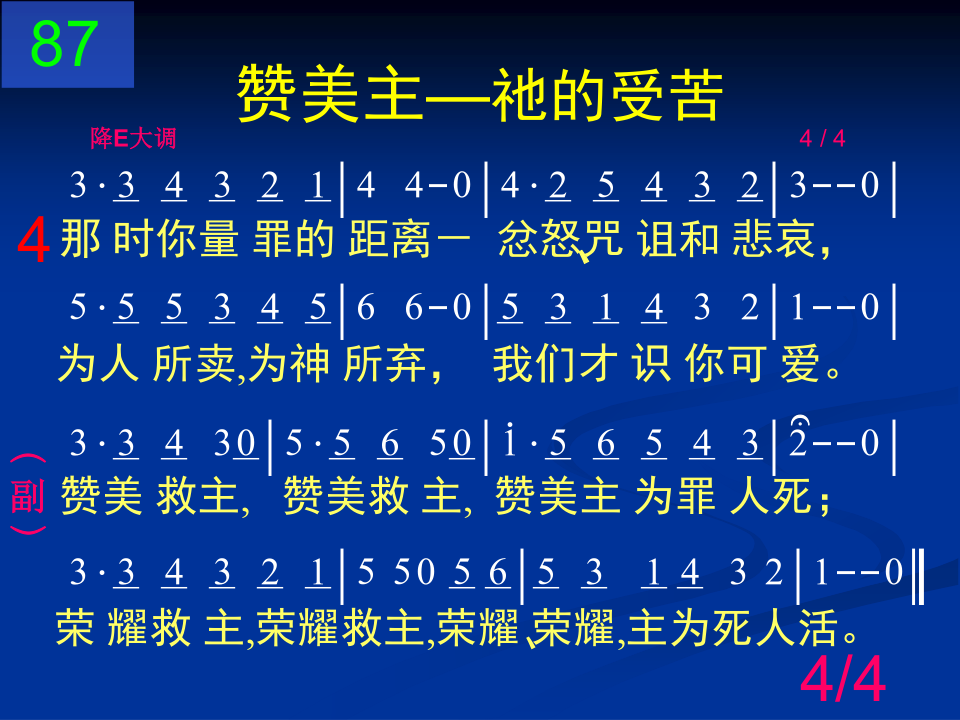 87
赞美主—祂的受苦
降E大调 4 / 4
3 · 3 4 3 2 1 | 4 4 - 0 | 4 · 2 5 4 3 2 | 3 - - 0 |
4 那 时你量 罪的 距离－ 忿怒、咒 诅和 悲哀，
5 · 5 5 3 4 5 | 6 6 - 0 | 5 3 1 4 3 2 | 1 - - 0 |
为人 所卖,为神 所弃， 我们才 识 你可 爱。
3 · 3 4 3 0 | 5 · 5 6 5 0 | i · 5 6 5 4 3 | 2 - - 0 |
（副） 赞美 救主, 赞美救 主, 赞美主 为罪 人死；
3 · 3 4 3 2 1 | 5 5 0 5 6 | 5 3 1 4 3 2 | 1 - - 0 ‖
荣 耀救 主,荣耀救主,荣耀、荣耀,主为死人活。
4/4